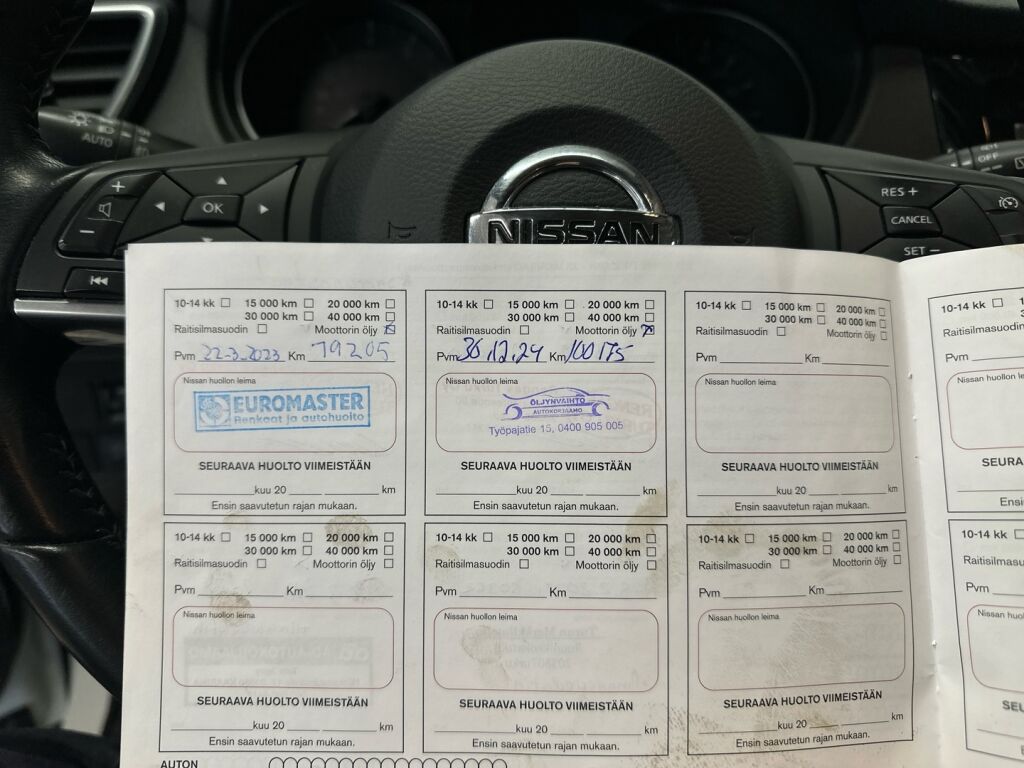 AUTO
+
OK
−
NISSAN
OFF
RES +
CANCEL
SET −
10-14 kk ☐ 15 000 km ☐ 20 000 km ☐
30 000 km ☐ 40 000 km ☐
Raitisilmasuodin ☐ Moottorin öljy ☒
Pvm 22-3-2023 Km 79205
Nissan huollon leima
EUROMASTER
Renkaat ja autohuolto
SEURAAVA HUOLTO VIIMEISTÄÄN
kuu 20 km
Ensin saavutetun rajan mukaan.
10-14 kk ☐ 15 000 km ☐ 20 000 km ☐
30 000 km ☐ 40 000 km ☐
Raitisilmasuodin ☐ Moottorin öljy ☒
Pvm 30.12.24 Km 100175
Nissan huollon leima
ÖLJYNVAIHTO
AUTOKORJAAMO
Työpajatie 15, 0400 905 005
SEURAAVA HUOLTO VIIMEISTÄÄN
kuu 20 km
Ensin saavutetun rajan mukaan.
10-14 kk ☐ 15 000 km ☐ 20 000 km ☐
30 000 km ☐ 40 000 km ☐
Raitisilmasuodin ☐ Moottorin öljy ☐
Pvm Km
Nissan huollon leima
SEURAAVA HUOLTO VIIMEISTÄÄN
kuu 20 km
Ensin saavutetun rajan mukaan.
10-14 kk ☐
Raitisilmasuodin
Pvm
Nissan huollon le
SEURA
Ensi
10-14 kk ☐ 15 000 km ☐ 20 000 km ☐
30 000 km ☐ 40 000 km ☐
Raitisilmasuodin ☐ Moottorin öljy ☐
Pvm Km
Nissan huollon leima
SEURAAVA HUOLTO VIIMEISTÄÄN
kuu 20 km
Ensin saavutetun rajan mukaan.
10-14 kk ☐ 15 000 km ☐ 20 000 km ☐
30 000 km ☐ 40 000 km ☐
Raitisilmasuodin ☐ Moottorin öljy ☐
Pvm Km
Nissan huollon leima
SEURAAVA HUOLTO VIIMEISTÄÄN
kuu 20 km
Ensin saavutetun rajan mukaan.
10-14 kk ☐ 15 000 km ☐ 20 000 km ☐
30 000 km ☐ 40 000 km ☐
Raitisilmasuodin ☐ Moottorin öljy ☐
Pvm Km
Nissan huollon leima
SEURAAVA HUOLTO VIIMEISTÄÄN
kuu 20 km
Ensin saavutetun rajan mukaan.
10-14 kk ☐
Raitisilmasuodin
Pvm
Nissan huollon
SEU
En
AUTON